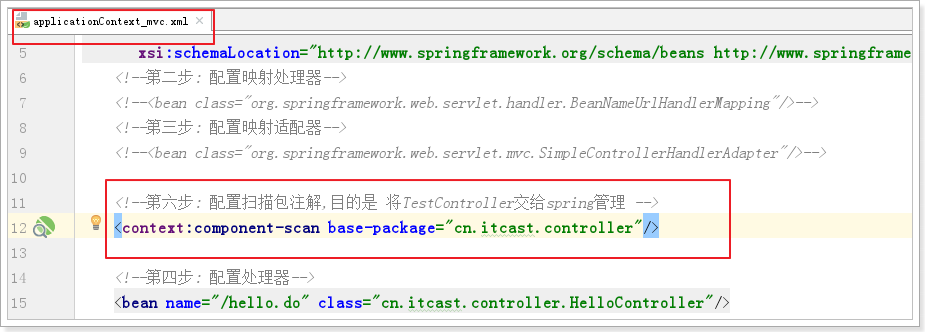 applicationContext_mvc.xml
5 xsi:schemaLocation="http://www.springframework.org/schema/beans http://www.springframe
6 <!--第二步: 配置映射处理器-->
7 <!--<bean class="org.springframework.web.servlet.handler.BeanNameUrlHandlerMapping"/>-->
8 <!--第三步: 配置映射适配器-->
9 <!--<bean class="org.springframework.web.servlet.mvc.SimpleControllerHandlerAdapter"/>-->
10
11 <!--第六步: 配置扫描包注解,目的是 将TestController交给spring管理 -->
12 <context:component-scan base-package="cn.itcast.controller"/>
13
14 <!--第四步: 配置处理器-->
15 <bean name="/hello.do" class="cn.itcast.controller.HelloController"/>